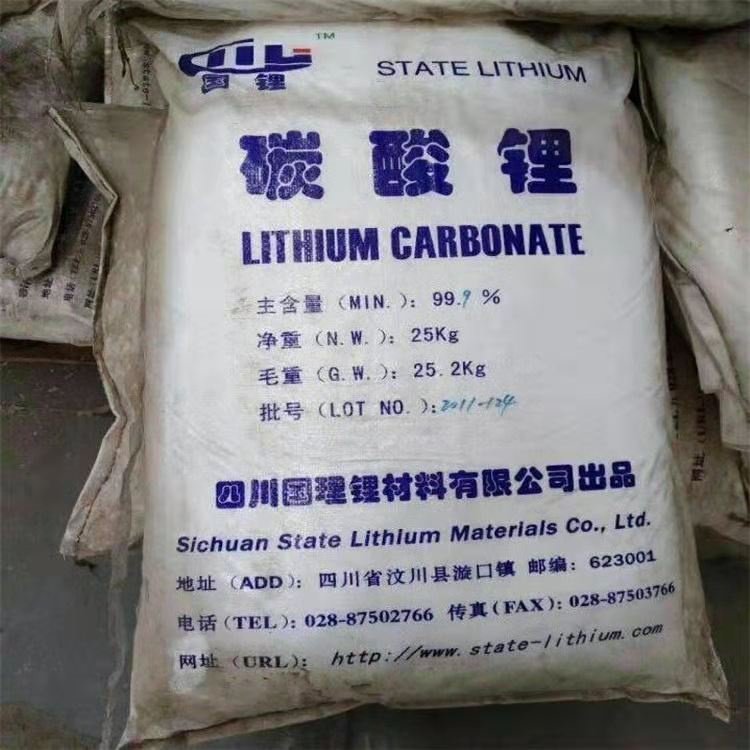 TM
国锂
STATE LITHIUM
碳酸锂
LITHIUM CARBONATE
主含量(MIN.): 99.9 %
净重(N.W.): 25Kg
毛重(G.W.): 25.2Kg
批号(LOT NO.): 2011-124
四川国理锂材料有限公司出品
Sichuan State Lithium Materials Co., Ltd.
地址(ADD): 四川省汶川县漩口镇 邮编: 623001
电话(TEL): 028-87502766 传真(FAX): 028-87503766
网址(URL): http://www.state-lithium.com